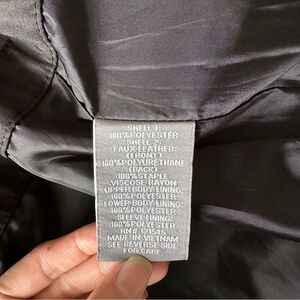 SHELL 1:
100%POLYESTER
SHELL 2:
FAUX LEATHER:
(FRONT)
100%POLYURETHANE
(BACK)
100%STAPLE
VISCOSE RAYON
UPPER BODY LINING:
100%POLYESTER
LOWER BODY LINING:
100%POLYESTER
SLEEVE LINING:
100%POLYESTER
RN# 121545
MADE IN VIETNAM
SEE REVERSE SIDE
FOR CARE